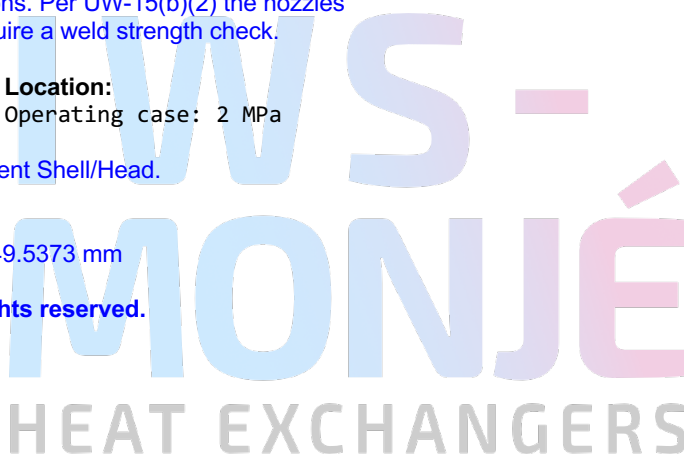 ons. Per UW-15(b)(2) the nozzles
uire a weld strength check.
Location:
Operating case: 2 MPa
ent Shell/Head.
9.5373 mm
hts reserved.
IWS-
MONJÉ
HEAT EXCHANGERS